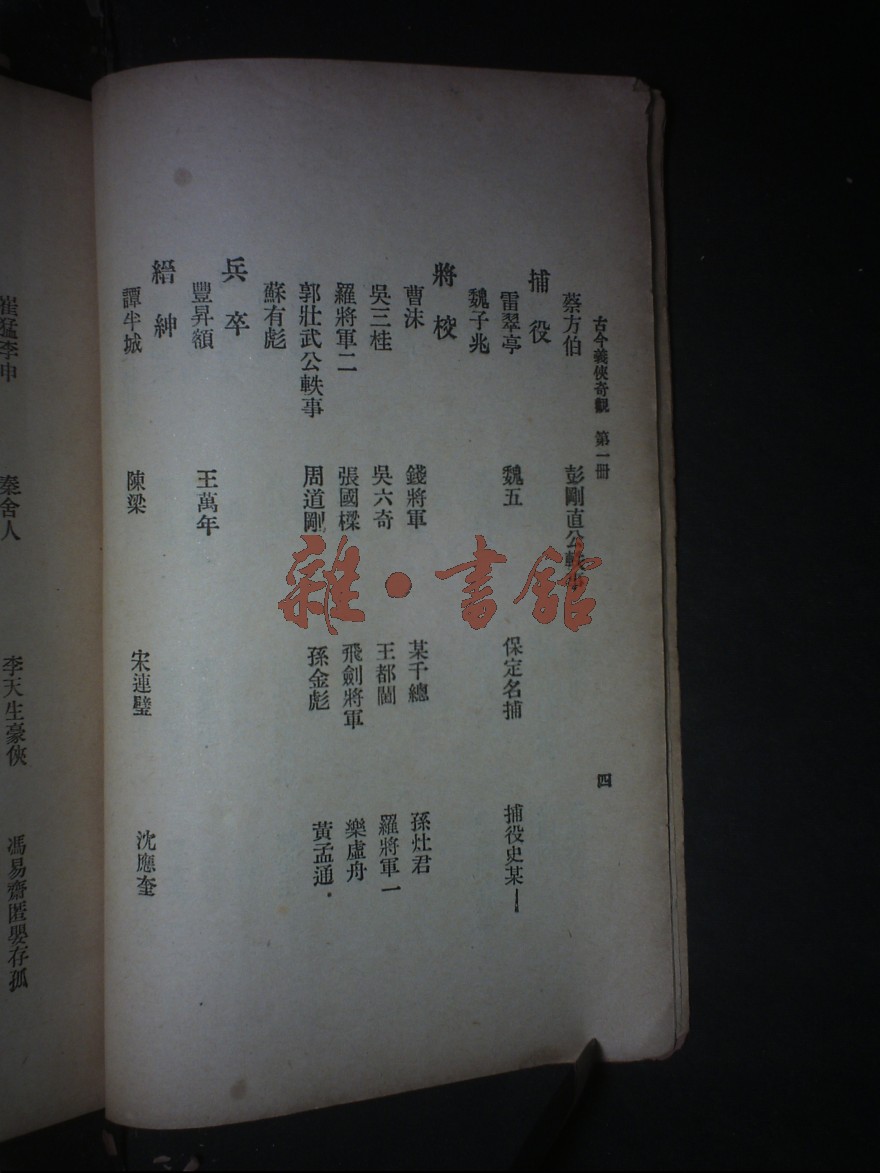 古今義俠奇觀　第一冊
四
蔡方伯　彭剛直公軼事
捕役
雷翠亭　魏五　保定名捕　捕役史某
魏子兆
將校
曹沫　錢將軍　某千總　孫灶君
吳三桂　吳六奇　王都閫　羅將軍一
羅將軍二　張國樑　飛劍將軍　樂虛舟
郭壯武公軼事　周道剛　孫金彪　黃孟通
蘇有彪
兵卒
豐昇額　王萬年
縉紳
譚半城　陳梁　宋連璧　沈應奎
崔猛李申　秦舍人　李天生豪俠　馮易齋匿嬰存孤
雜·書館